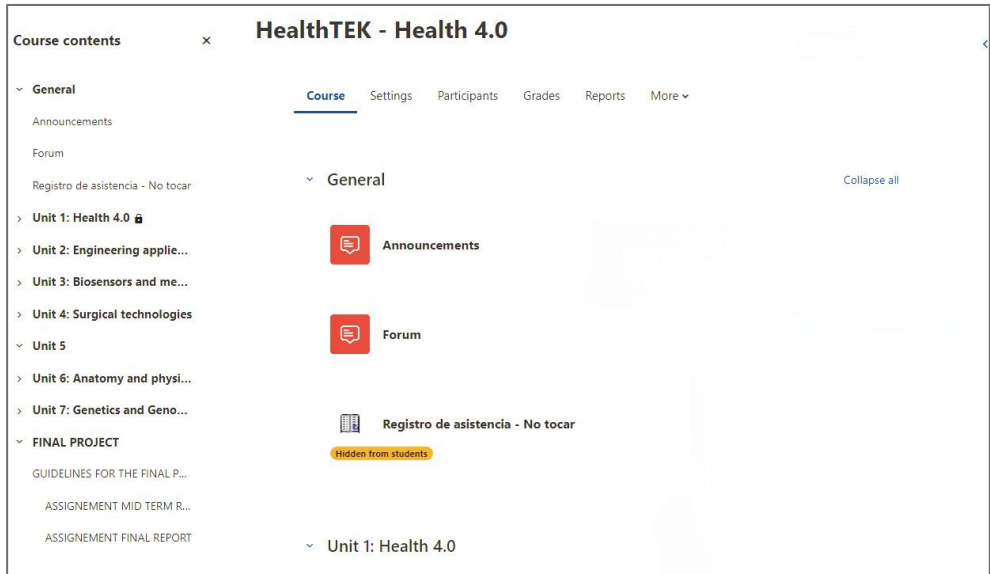 Course contents
General
Announcements
Forum
Registro de asistencia - No tocar
Unit 1: Health 4.0
Unit 2: Engineering applie...
Unit 3: Biosensors and me...
Unit 4: Surgical technologies
Unit 5
Unit 6: Anatomy and physi...
Unit 7: Genetics and Geno...
FINAL PROJECT
GUIDELINES FOR THE FINAL P...
ASSIGNEMENT MID TERM R...
ASSIGNEMENT FINAL REPORT
HealthTEK - Health 4.0
Course Settings Participants Grades Reports More
General
Collapse all
Announcements
Forum
Registro de asistencia - No tocar
Hidden from students
Unit 1: Health 4.0